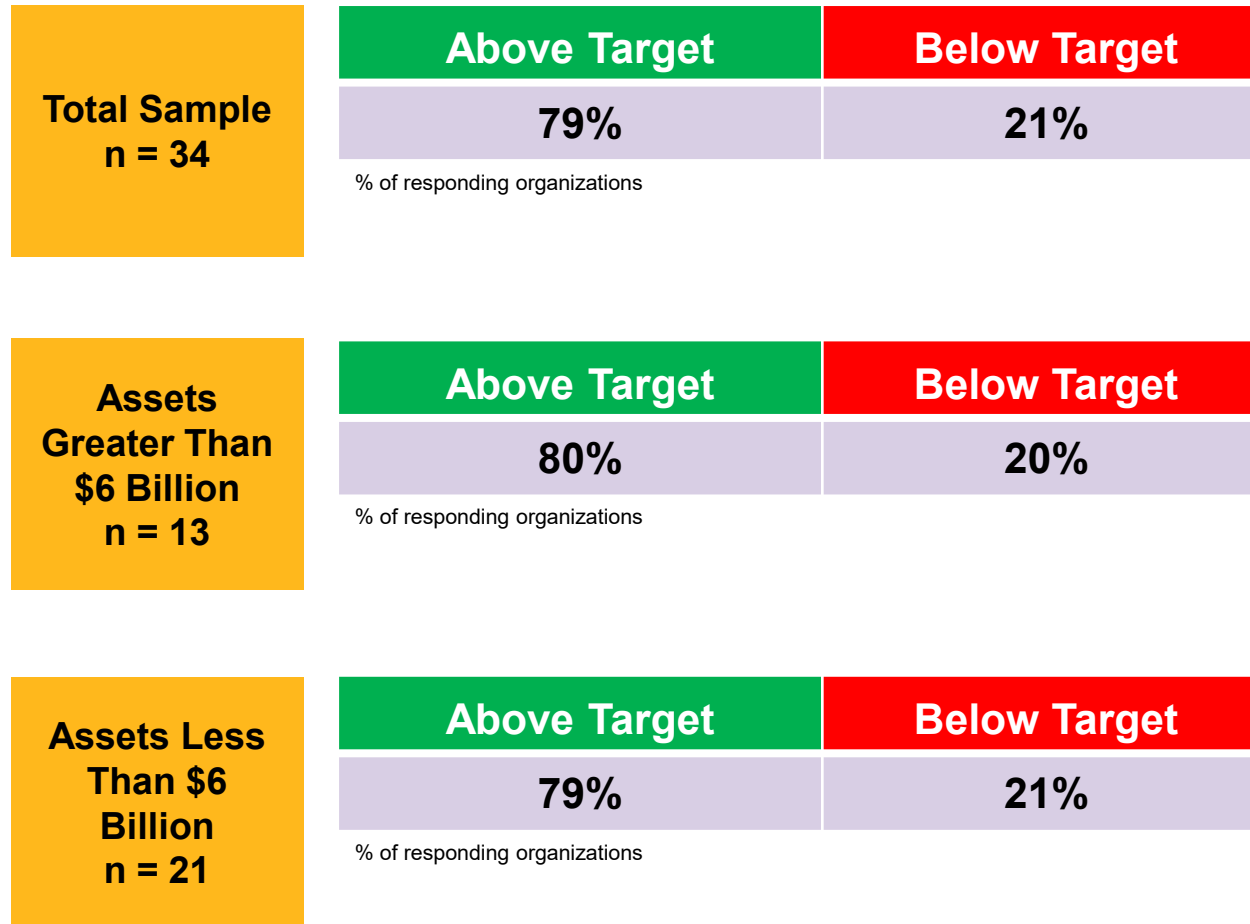 Total Sample
n = 34
Above Target Below Target
79% 21%
% of responding organizations
Assets
Greater Than
$6 Billion
n = 13
Above Target Below Target
80% 20%
% of responding organizations
Assets Less
Than $6
Billion
n = 21
Above Target Below Target
79% 21%
% of responding organizations